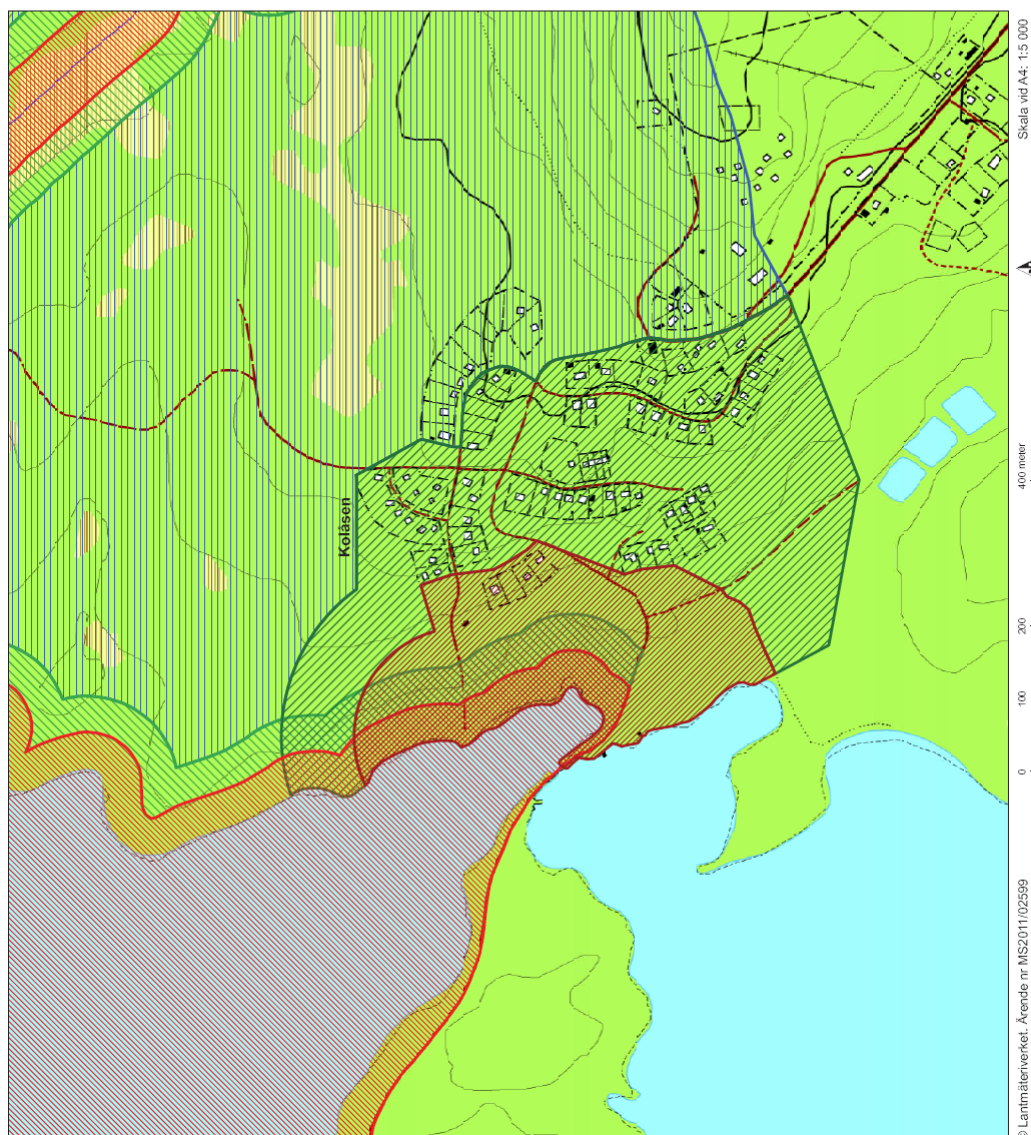 Kolåsen
Skala vid A4: 1:5 000
0 100 200 400 meter
© Lantmäteriverket. Ärende nr MS2011/02599